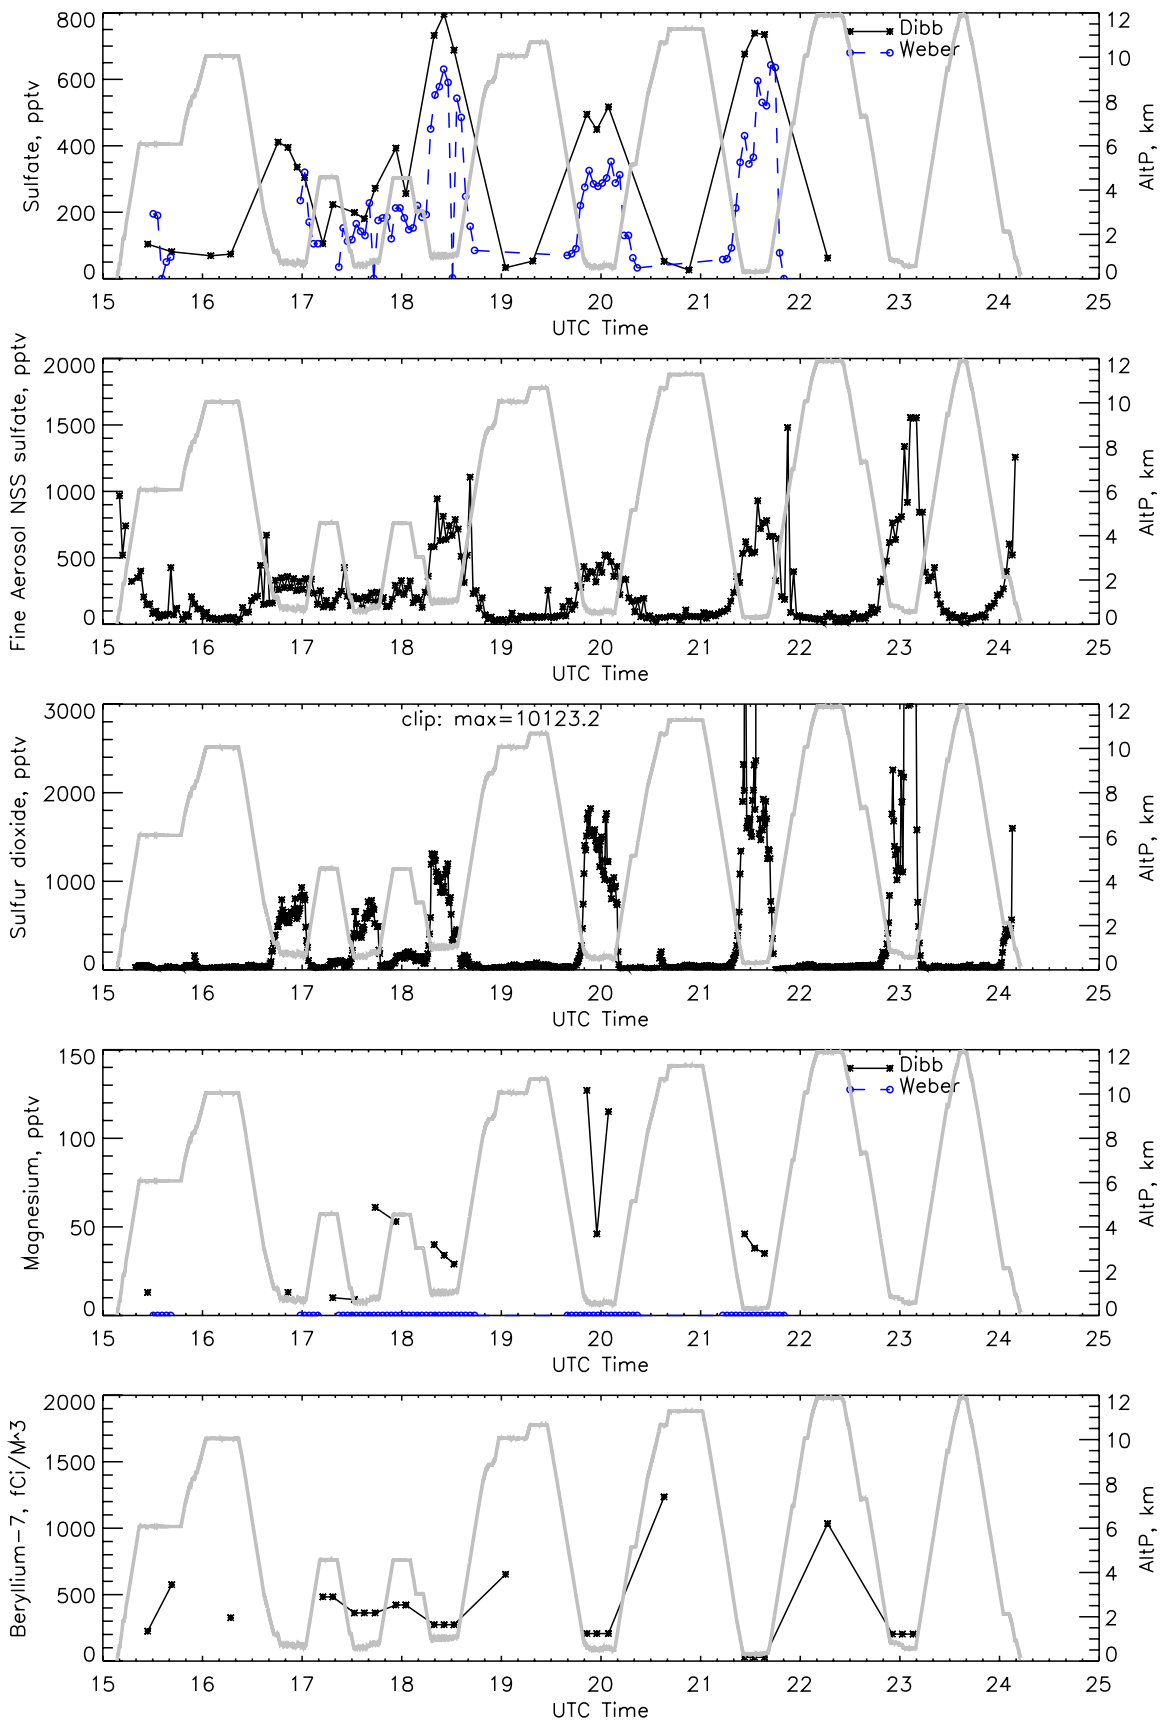 Dibb
Weber
800
600
400
200
0
Sulfate, pptv
12
10
8
6
4
2
0
AltP, km
15 16 17 18 19 20 21 22 23 24 25
UTC Time
2000
1500
1000
500
0
Fine Aerosol NSS sulfate, pptv
12
10
8
6
4
2
0
AltP, km
15 16 17 18 19 20 21 22 23 24 25
UTC Time
clip: max=10123.2
3000
2000
1000
0
Sulfur dioxide, pptv
12
10
8
6
4
2
0
AltP, km
15 16 17 18 19 20 21 22 23 24 25
UTC Time
Dibb
Weber
150
100
50
0
Magnesium, pptv
12
10
8
6
4
2
0
AltP, km
15 16 17 18 19 20 21 22 23 24 25
UTC Time
2000
1500
1000
500
0
Beryllium-7, fCi/M^3
12
10
8
6
4
2
0
AltP, km
15 16 17 18 19 20 21 22 23 24 25
UTC Time